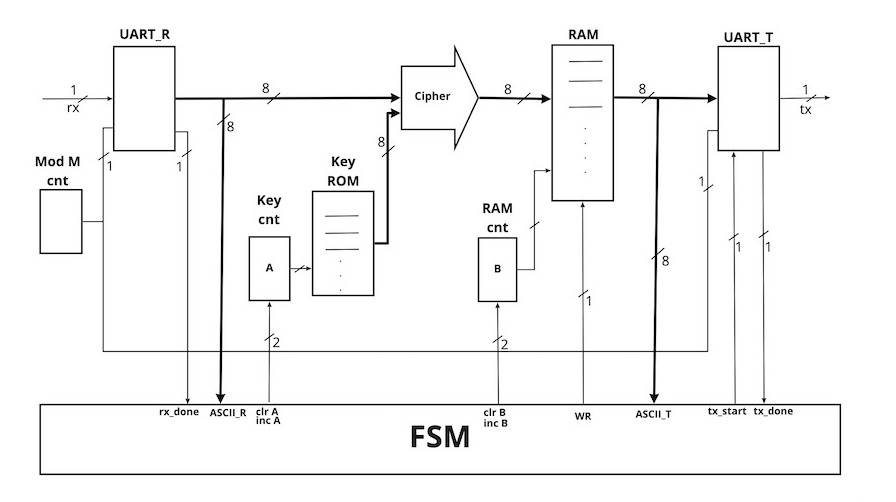 UART_R
RAM
UART_T
1
rx
8
8
Cipher
8
8
1
tx
1
1
Mod M
cnt
Key
ROM
8
Key
cnt
A
RAM
cnt
B
1
8
1
1
2
2
1
rx_done
ASCII_R
clr A
inc A
clr B
inc B
WR
ASCII_T
tx_start
tx_done
FSM